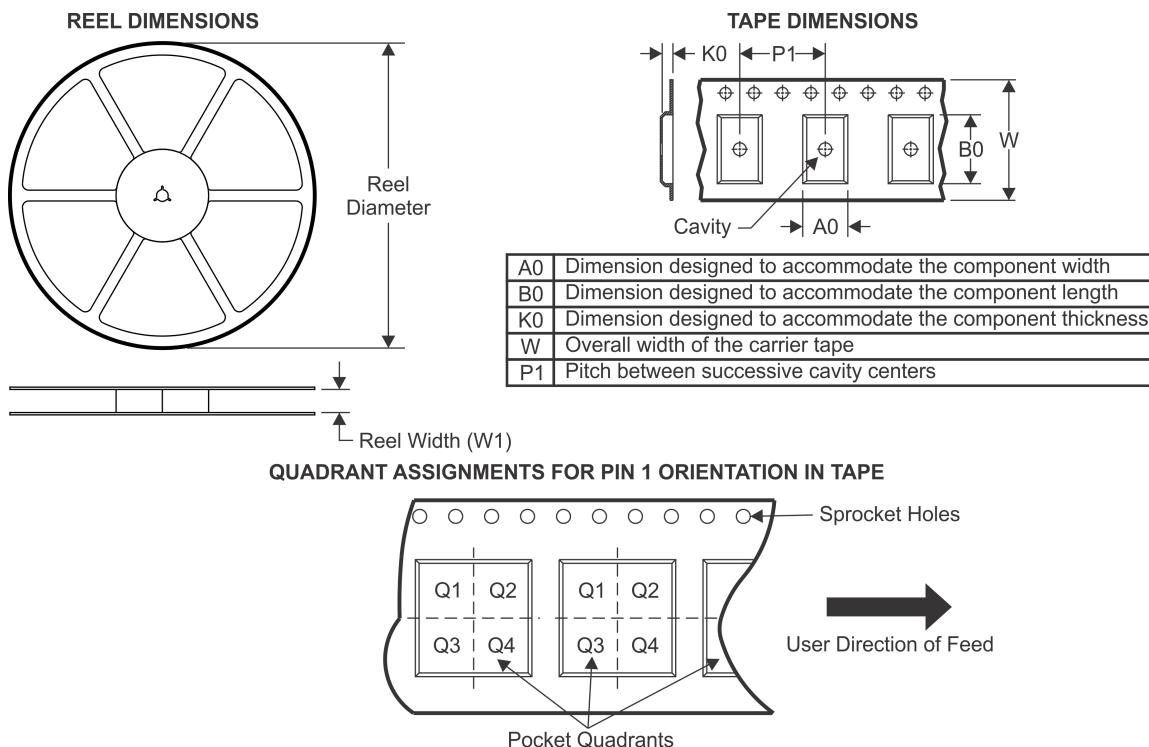 REEL DIMENSIONS
Reel
Diameter
Reel Width (W1)
TAPE DIMENSIONS
K0
P1
W
B0
Cavity
A0
A0 Dimension designed to accommodate the component width
B0 Dimension designed to accommodate the component length
K0 Dimension designed to accommodate the component thickness
W Overall width of the carrier tape
P1 Pitch between successive cavity centers
QUADRANT ASSIGNMENTS FOR PIN 1 ORIENTATION IN TAPE
Sprocket Holes
Q1 Q2 Q1 Q2
Q3 Q4 Q3 Q4
User Direction of Feed
Pocket Quadrants